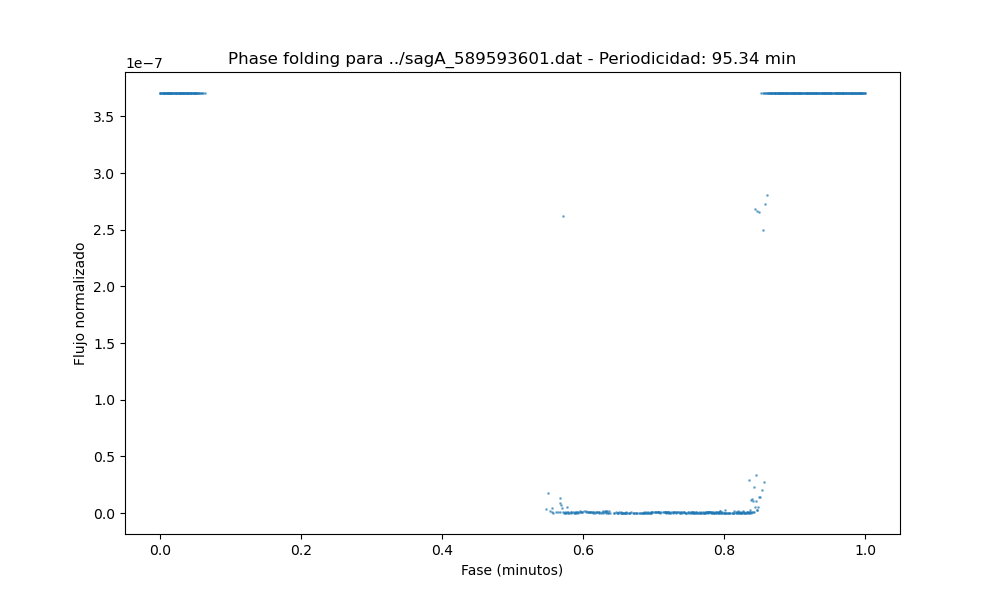 Phase folding para ../sagA_589593601.dat - Periodicidad: 95.34 min
1e−7
3.5
3.0
2.5
2.0
1.5
1.0
0.5
0.0
Flujo normalizado
0.0 0.2 0.4 0.6 0.8 1.0
Fase (minutos)